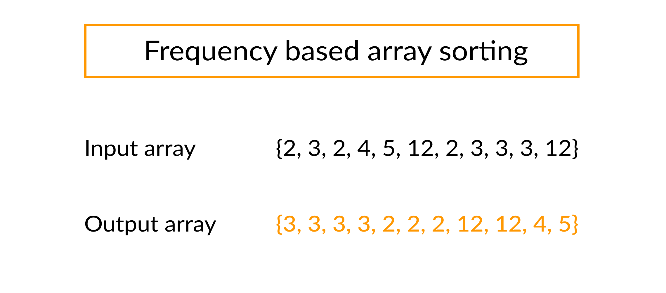 Frequency based array sorting
Input array {2, 3, 2, 4, 5, 12, 2, 3, 3, 3, 12}
Output array {3, 3, 3, 3, 2, 2, 2, 12, 12, 4, 5}